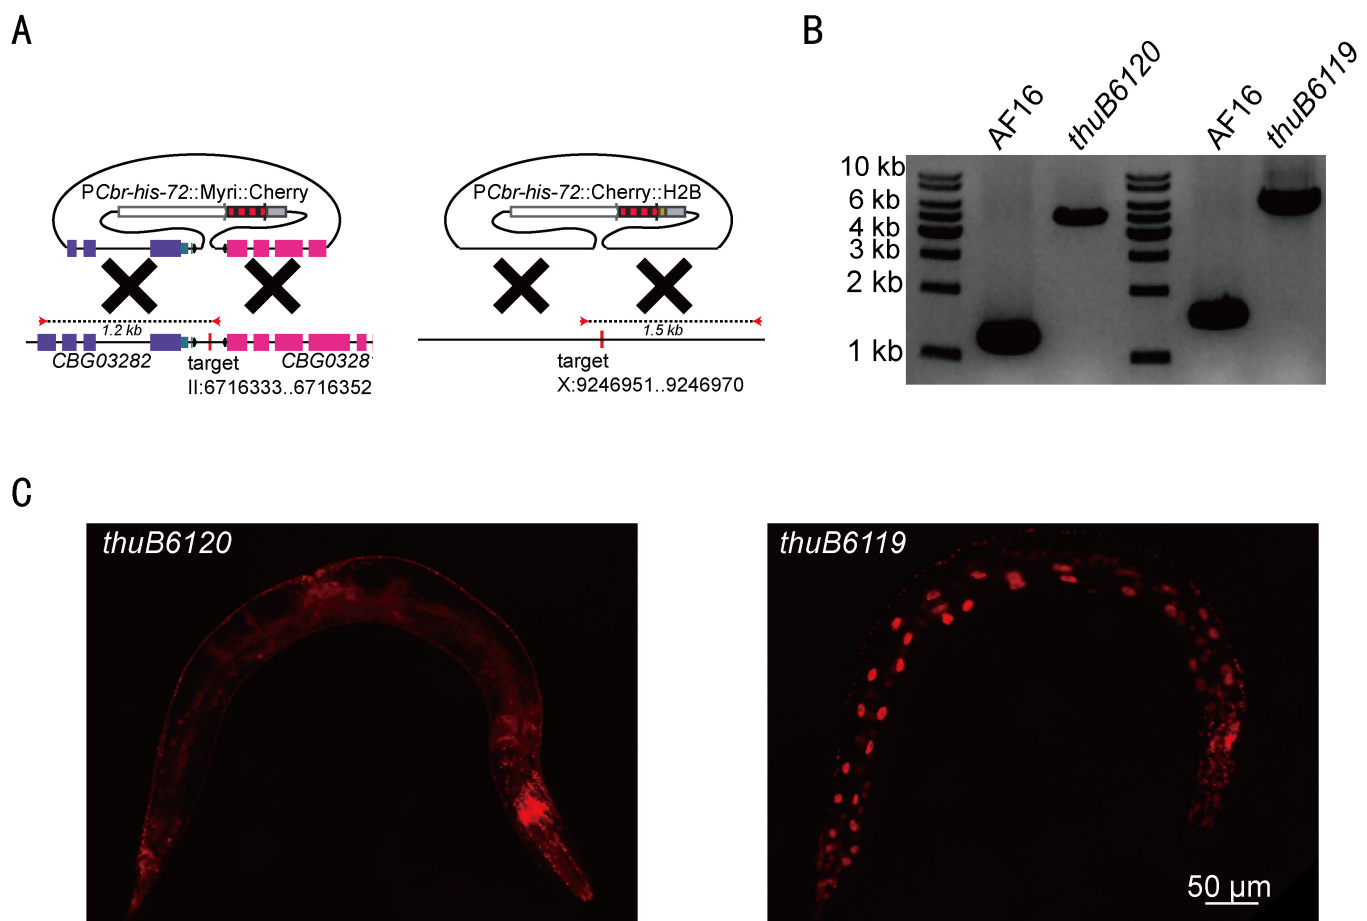 A
PCbr-his-72::Myri::Cherry
1.2 kb
CBG03282
target
CBG0328
II:6716333..6716352
PCbr-his-72::Cherry::H2B
1.5 kb
target
X:9246951..9246970
B
AF16
thuB6120
AF16
thuB6119
10 kb
6 kb
4 kb
3 kb
2 kb
1 kb
C
thuB6120
thuB6119
50 µm